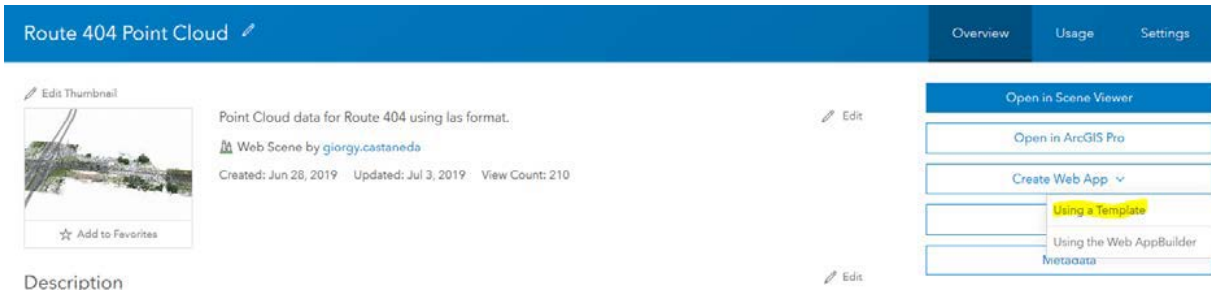 Route 404 Point Cloud
Overview Usage Settings
Edit Thumbnail
Point Cloud data for Route 404 using las format.
Edit
Web Scene by giorgy.castaneda
Created: Jun 28, 2019 Updated: Jul 3, 2019 View Count: 210
Add to Favorites
Description
Edit
Open in Scene Viewer
Open in ArcGIS Pro
Create Web App
Using a Template
Using the Web AppBuilder
Metadata